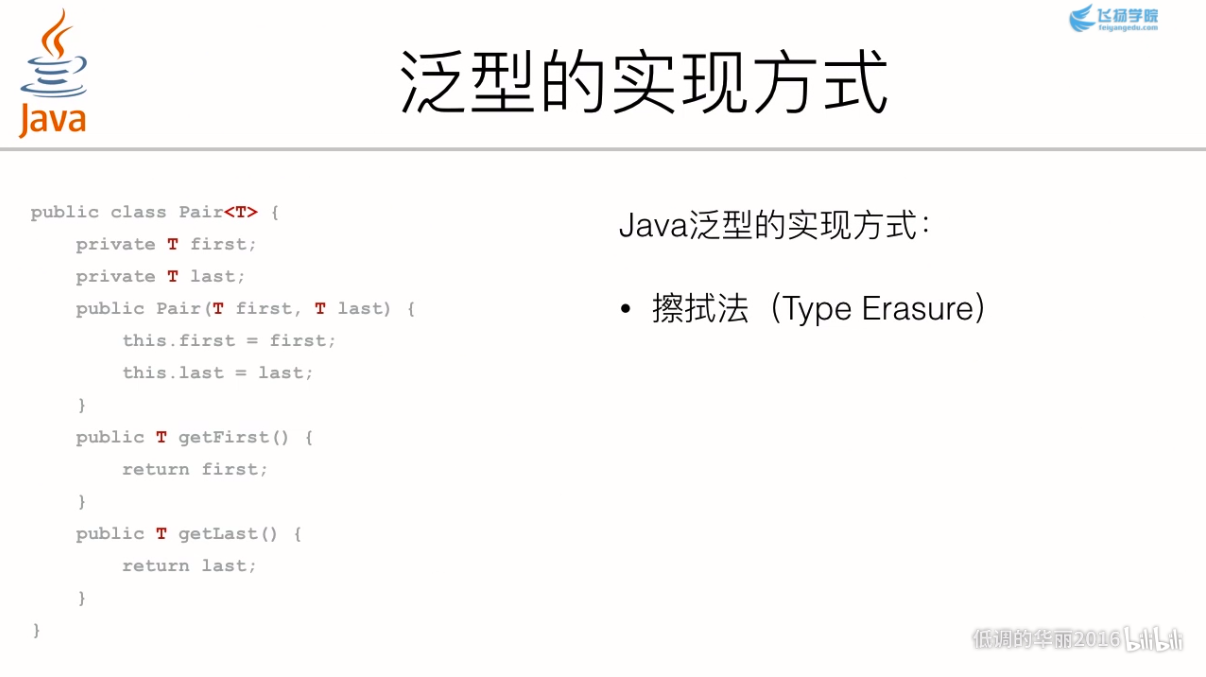 Java
飞扬学院
feiyangedu.com
泛型的实现方式
public class Pair<T> {
    private T first;
    private T last;
    public Pair(T first, T last) {
        this.first = first;
        this.last = last;
    }
    public T getFirst() {
        return first;
    }
    public T getLast() {
        return last;
    }
}
Java泛型的实现方式：
• 擦拭法（Type Erasure）
低调的华丽2016 bilibili